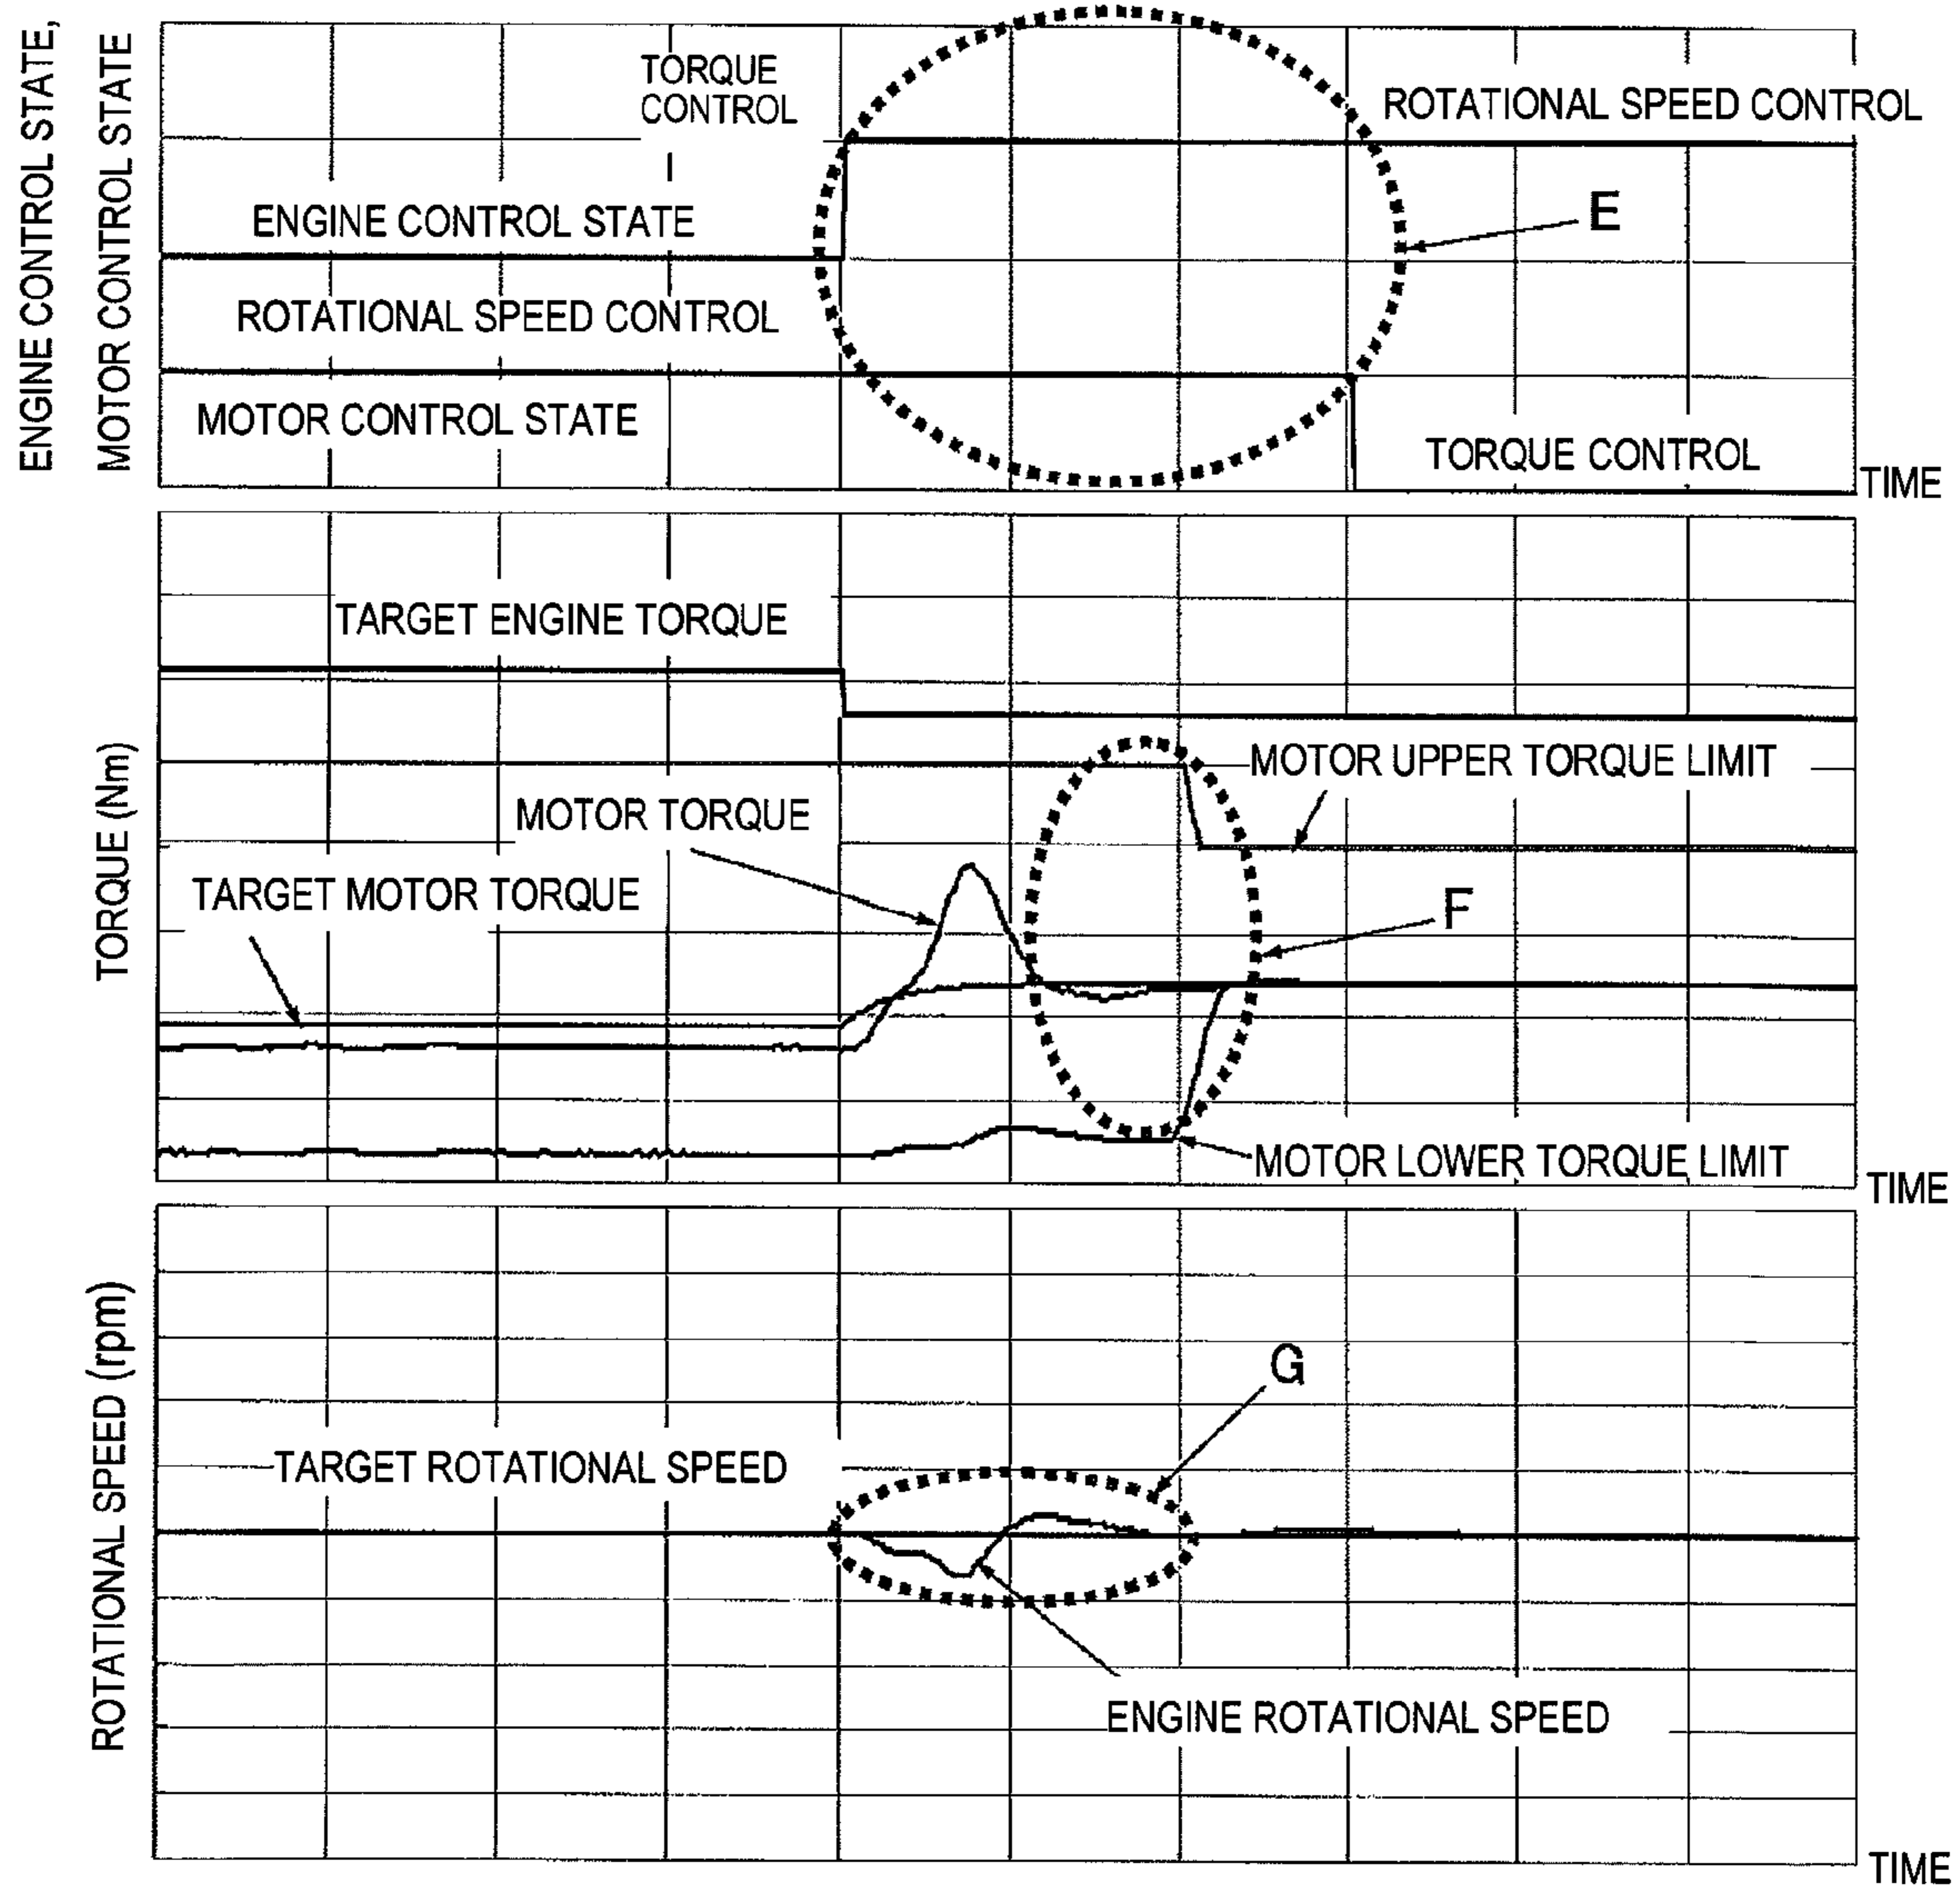 ENGINE CONTROL STATE,
MOTOR CONTROL STATE
TORQUE
CONTROL
ROTATIONAL SPEED CONTROL
ENGINE CONTROL STATE
E
ROTATIONAL SPEED CONTROL
MOTOR CONTROL STATE
TORQUE CONTROL
TIME
TORQUE (Nm)
TARGET ENGINE TORQUE
MOTOR UPPER TORQUE LIMIT
MOTOR TORQUE
TARGET MOTOR TORQUE
F
MOTOR LOWER TORQUE LIMIT
TIME
ROTATIONAL SPEED (rpm)
G
TARGET ROTATIONAL SPEED
ENGINE ROTATIONAL SPEED
TIME